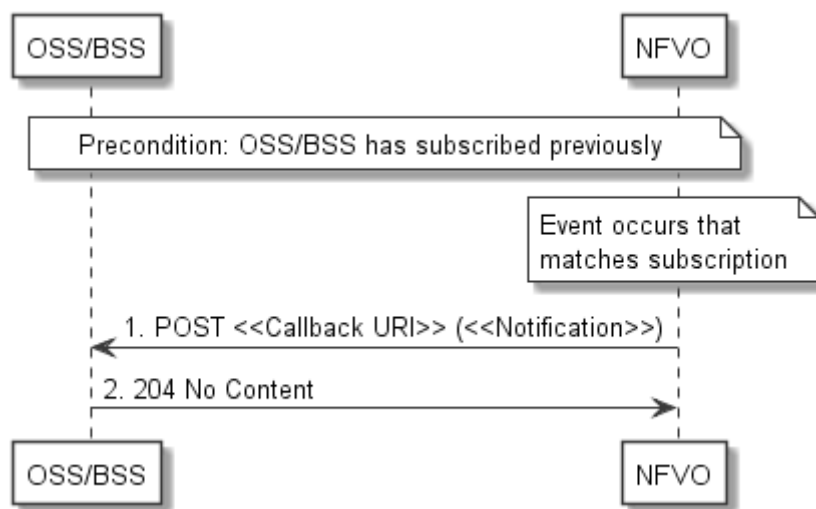 OSS/BSS
NFVO
Precondition: OSS/BSS has subscribed previously
Event occurs that
matches subscription
1. POST <<Callback URI>> (<<Notification>>)
2. 204 No Content
OSS/BSS
NFVO